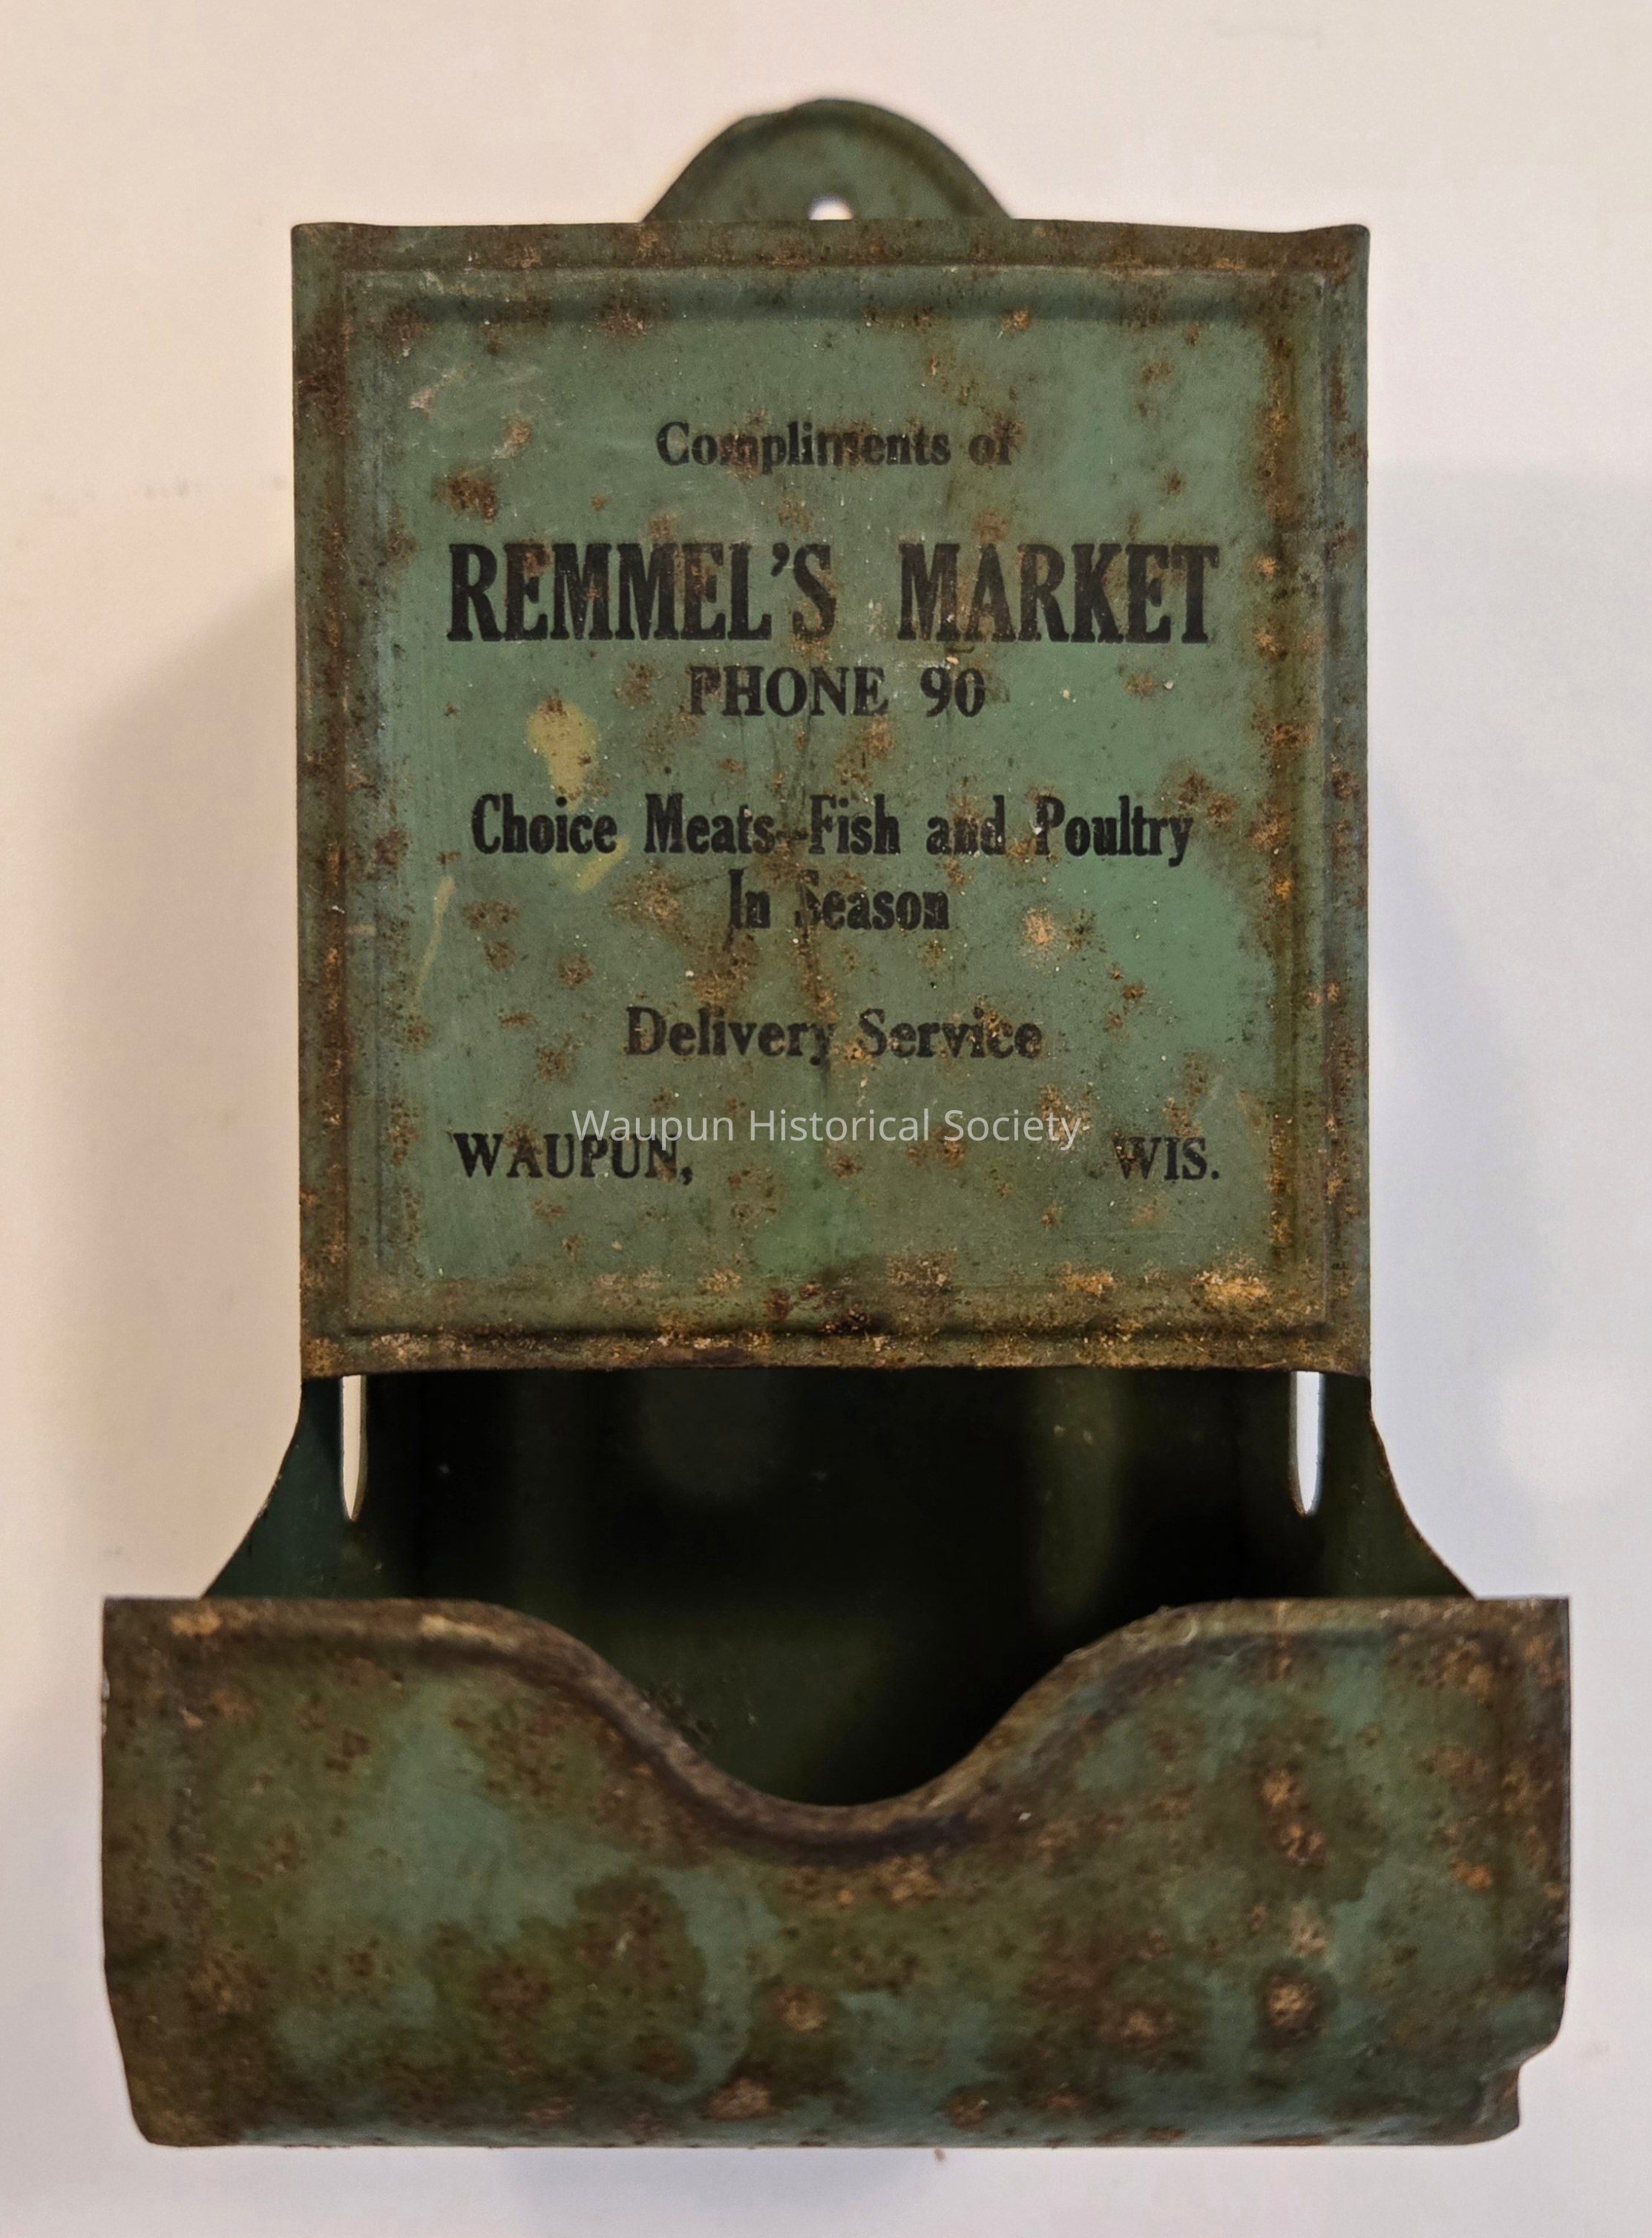 Compliments of
REMMEL'S MARKET
PHONE 90
Choice Meats--Fish and Poultry
In Season
Delivery Service
Waupun Historical Society
WAUPUN, WIS.